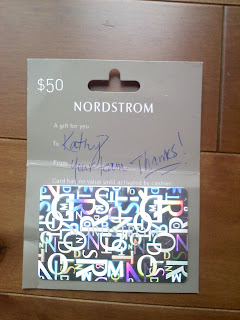 $50
NORDSTROM
A gift for you
To Kathy
From Your team Thanks!
Card has no value until activated by cashier.